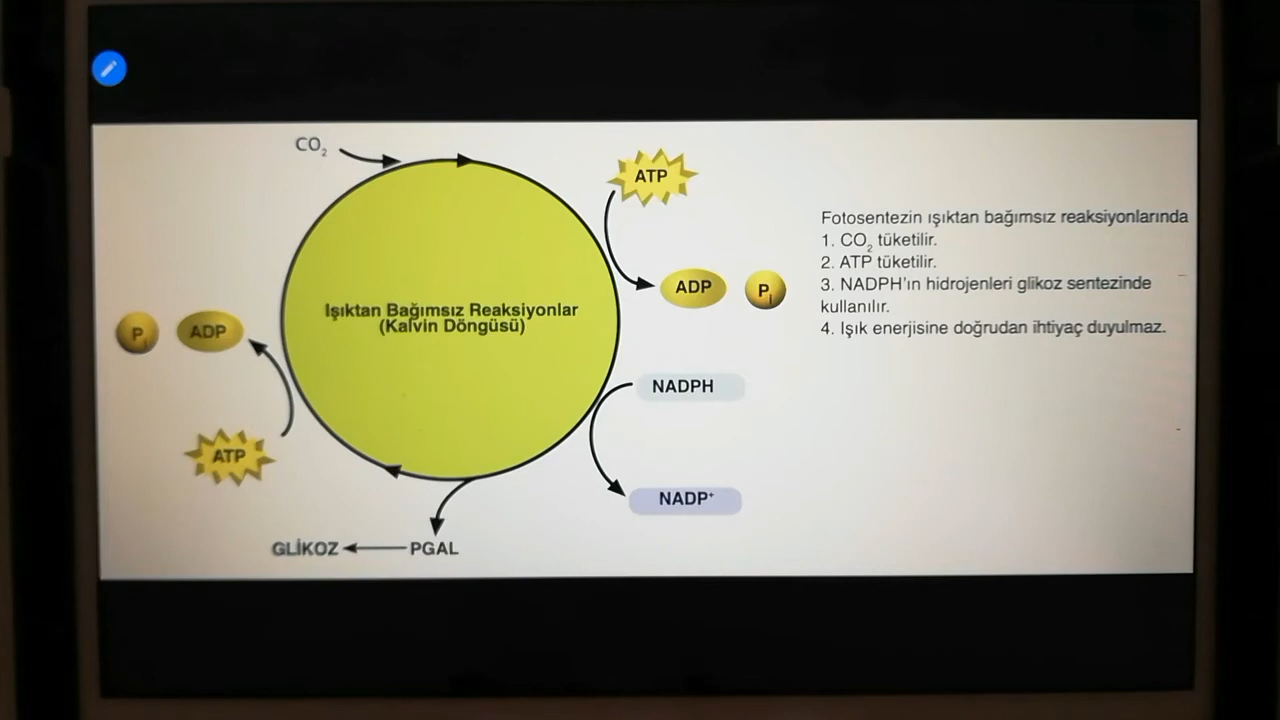 CO₂
ATP
ADP
Pᵢ
Işıktan Bağımsız Reaksiyonlar
(Kalvin Döngüsü)
Pᵢ
ADP
ATP
NADPH
NADP⁺
GLİKOZ
PGAL
Fotosentezin ışıktan bağımsız reaksiyonlarında
1. CO₂ tüketilir.
2. ATP tüketilir.
3. NADPH'ın hidrojenleri glikoz sentezinde
kullanılır.
4. Işık enerjisine doğrudan ihtiyaç duyulmaz.